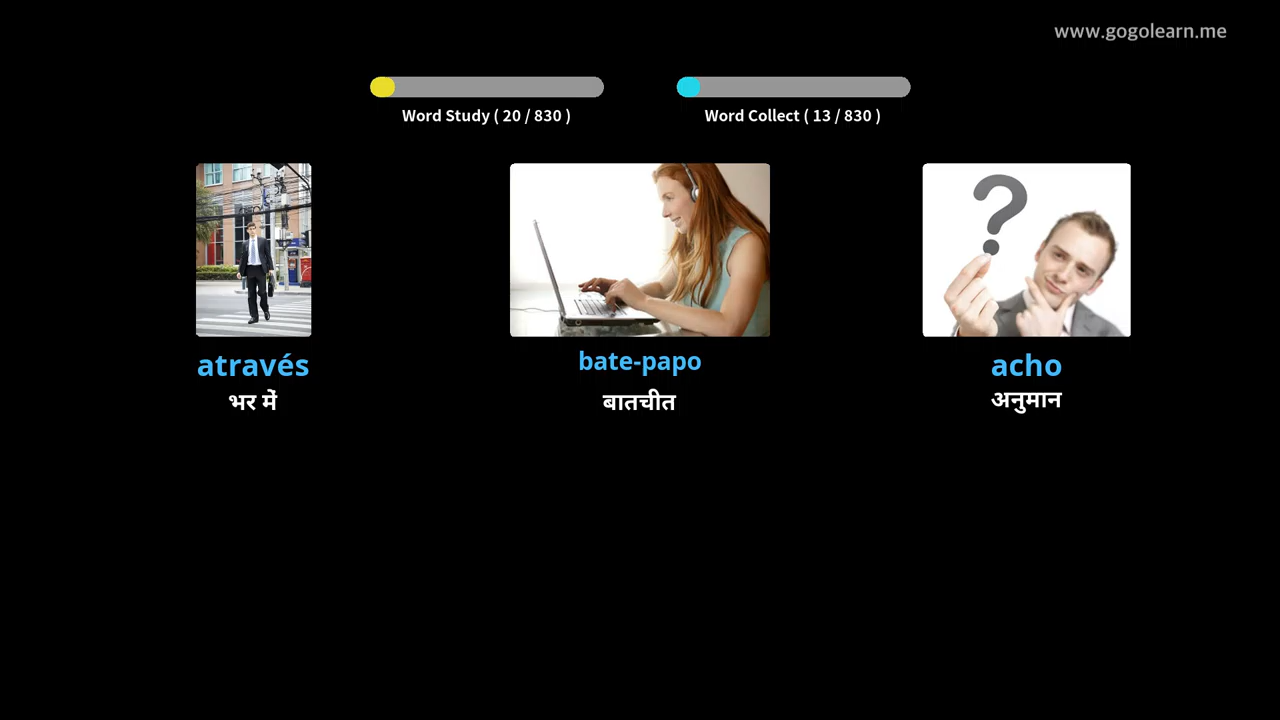 www.gogolearn.me
Word Study ( 20 / 830 )
Word Collect ( 13 / 830 )
através
bate-papo
acho
भर में
बातचीत
अनुमान